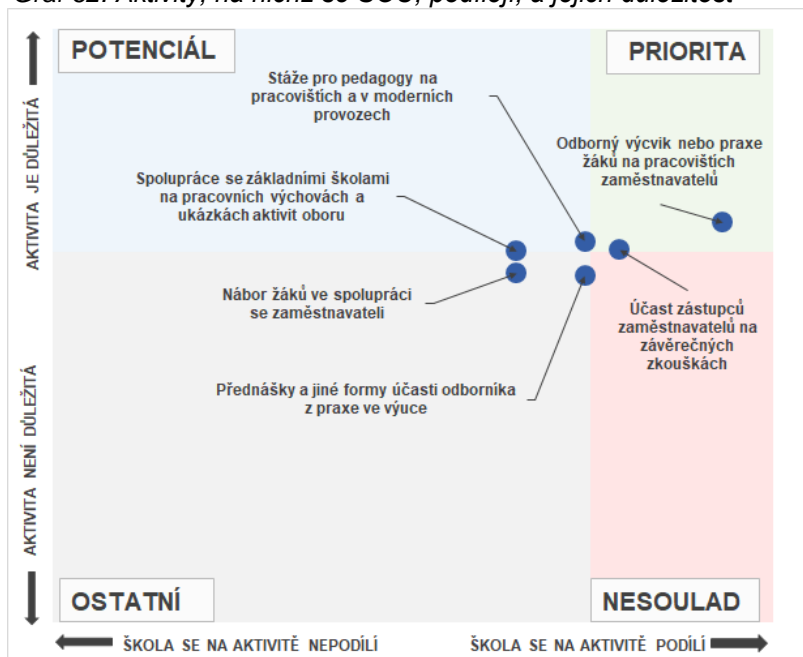 POTENCIÁL
PRIORITA
Stáže pro pedagogy na
pracovištích a v moderních
provozech
Odborný výcvik nebo praxe
žáků na pracovištích
zaměstnavatelů
Spolupráce se základními školami
na pracovních výchovách a
ukázkách aktivit oboru
Nábor žáků ve spolupráci
se zaměstnavateli
Účast zástupců
zaměstnavatelů na
závěrečných
zkouškách
Přednášky a jiné formy účasti odborníka
z praxe ve výuce
AKTIVITA JE DŮLEŽITÁ
AKTIVITA NENÍ DŮLEŽITÁ
OSTATNÍ
NESOULAD
ŠKOLA SE NA AKTIVITĚ NEPODÍLÍ
ŠKOLA SE NA AKTIVITĚ PODÍLÍ